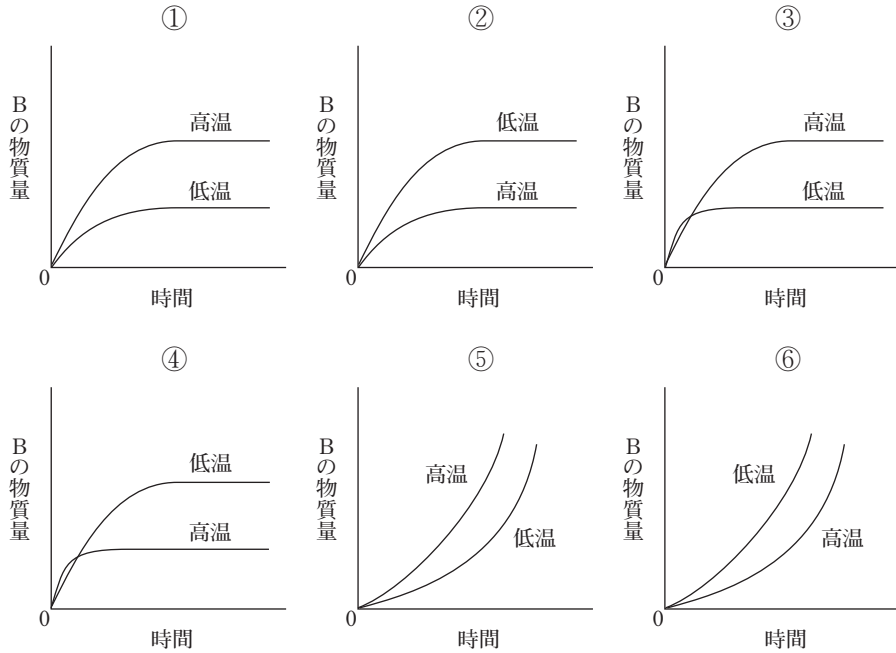 ①
Bの物質量
高温
低温
0
時間
②
Bの物質量
低温
高温
0
時間
③
Bの物質量
高温
低温
0
時間
④
Bの物質量
低温
高温
0
時間
⑤
Bの物質量
高温
低温
0
時間
⑥
Bの物質量
低温
高温
0
時間